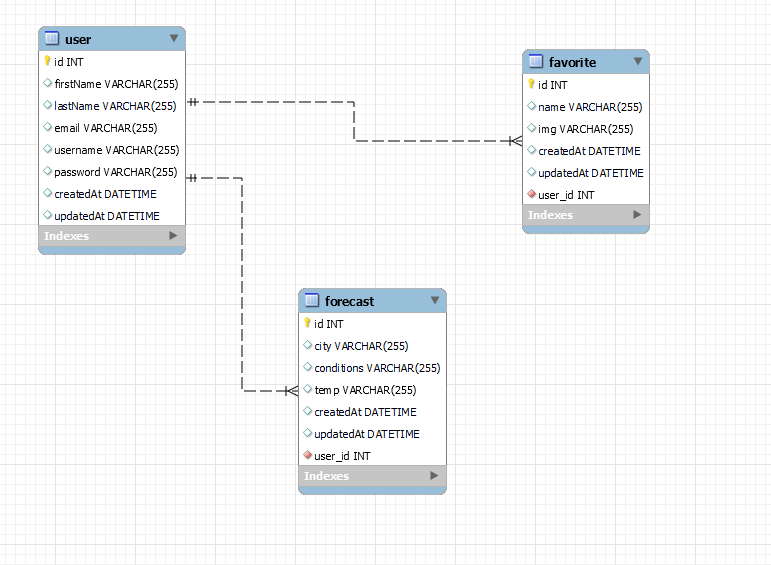 user
id INT
firstName VARCHAR(255)
lastName VARCHAR(255)
email VARCHAR(255)
username VARCHAR(255)
password VARCHAR(255)
createdAt DATETIME
updatedAt DATETIME
Indexes
favorite
id INT
name VARCHAR(255)
img VARCHAR(255)
createdAt DATETIME
updatedAt DATETIME
user_id INT
Indexes
forecast
id INT
city VARCHAR(255)
conditions VARCHAR(255)
temp VARCHAR(255)
createdAt DATETIME
updatedAt DATETIME
user_id INT
Indexes